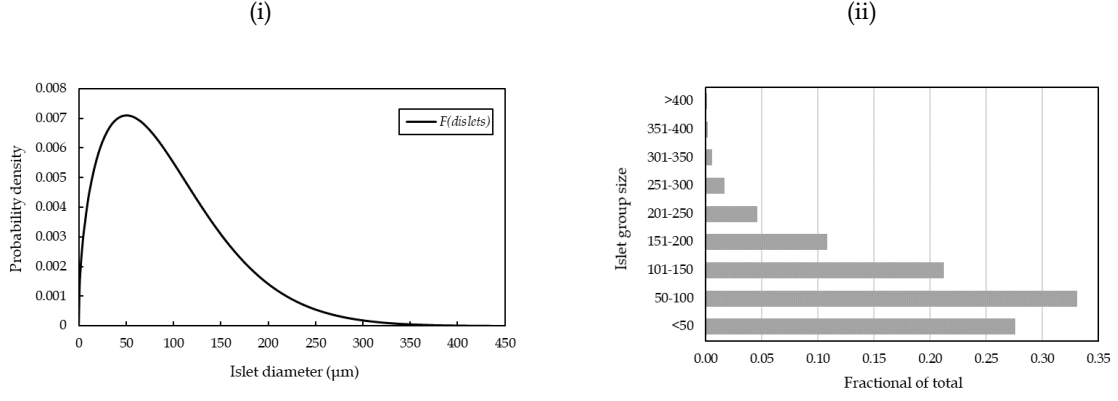 (i)
(ii)
0.008
0.007
0.006
0.005
0.004
0.003
0.002
0.001
0
Probability density
F(dislets)
0 50 100 150 200 250 300 350 400 450
Islet diameter (µm)
Islet group size
>400
351-400
301-350
251-300
201-250
151-200
101-150
50-100
<50
0.00 0.05 0.10 0.15 0.20 0.25 0.30 0.35
Fractional of total